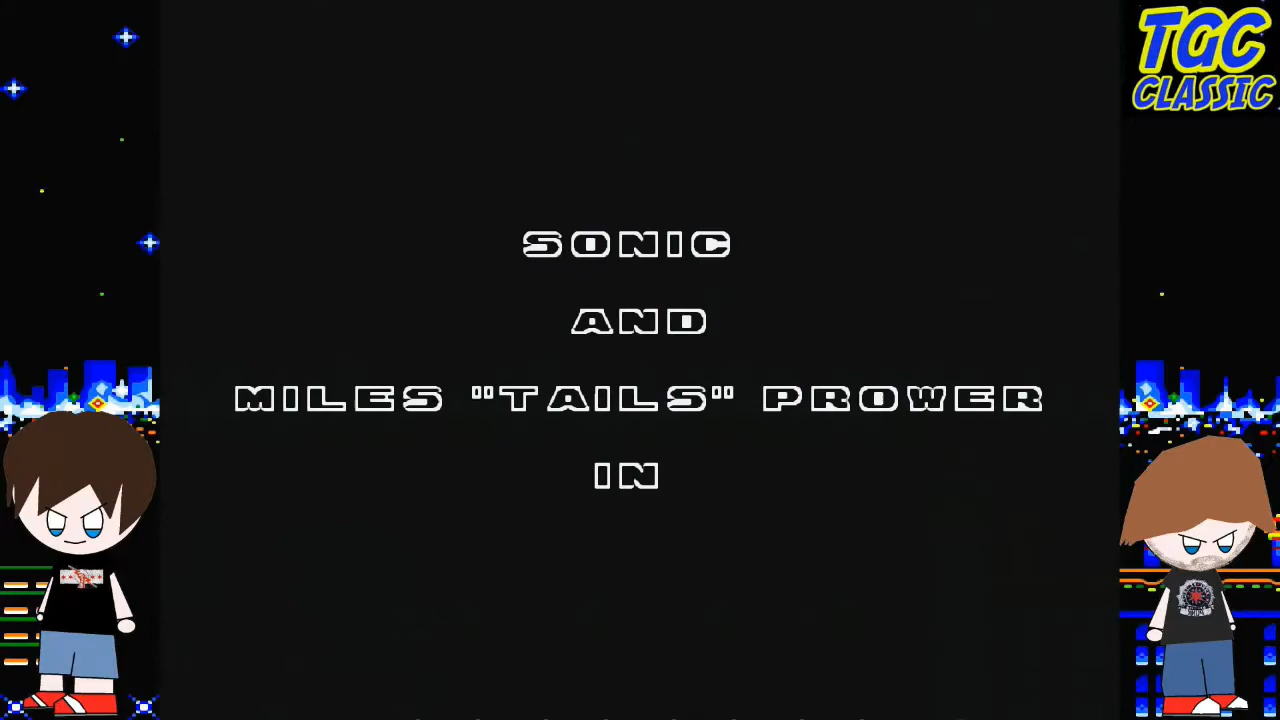 TGC
CLASSIC
SONIC
AND
MILES "TAILS" PROWER
IN